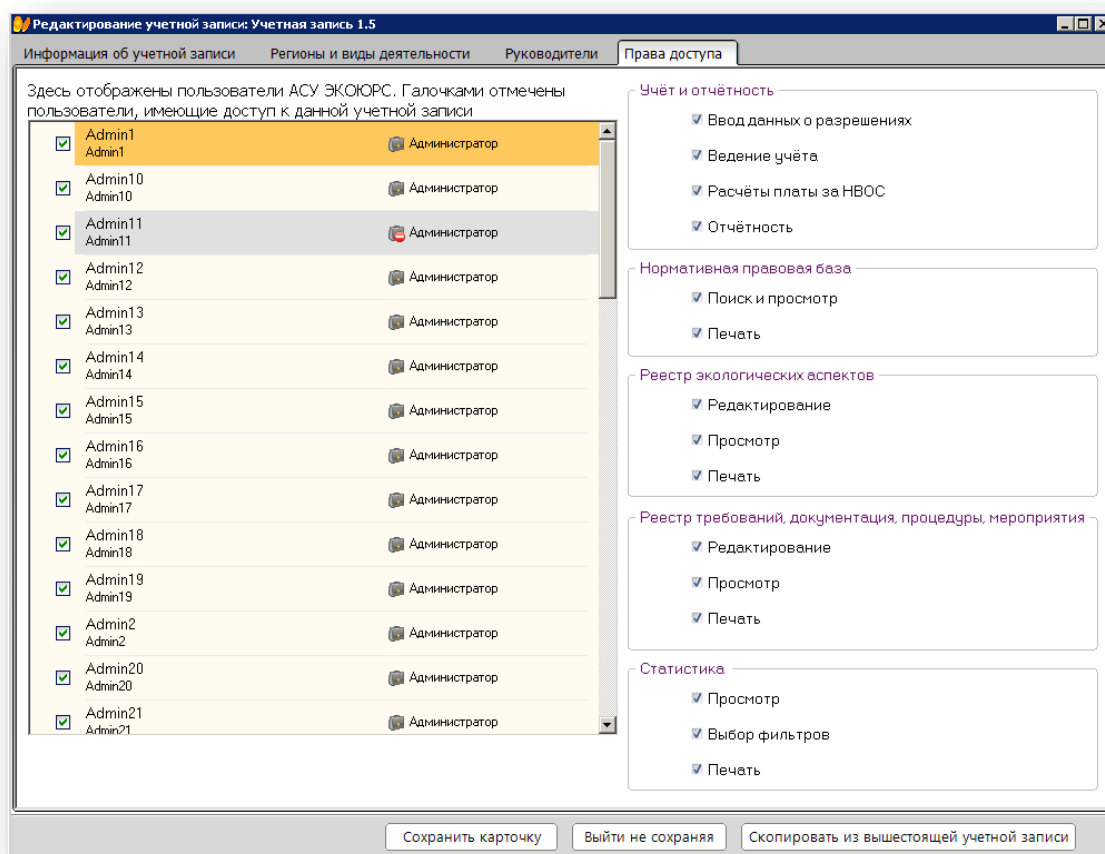 Редактирование учетной записи: Учетная запись 1.5
Информация об учетной записи Регионы и виды деятельности Руководители Права доступа
Здесь отображены пользователи АСУ ЭКОЮРС. Галочками отмечены
пользователи, имеющие доступ к данной учетной записи
Admin1
Admin1
Администратор
Admin10
Admin10
Администратор
Admin11
Admin11
Администратор
Admin12
Admin12
Администратор
Admin13
Admin13
Администратор
Admin14
Admin14
Администратор
Admin15
Admin15
Администратор
Admin16
Admin16
Администратор
Admin17
Admin17
Администратор
Admin18
Admin18
Администратор
Admin19
Admin19
Администратор
Admin2
Admin2
Администратор
Admin20
Admin20
Администратор
Admin21
Admin21
Администратор
Учёт и отчётность
Ввод данных о разрешениях
Ведение учёта
Расчёты платы за НВОС
Отчётность
Нормативная правовая база
Поиск и просмотр
Печать
Реестр экологических аспектов
Редактирование
Просмотр
Печать
Реестр требований, документация, процедуры, мероприятия
Редактирование
Просмотр
Печать
Статистика
Просмотр
Выбор фильтров
Печать
Сохранить карточку Выйти не сохраняя Скопировать из вышестоящей учетной записи